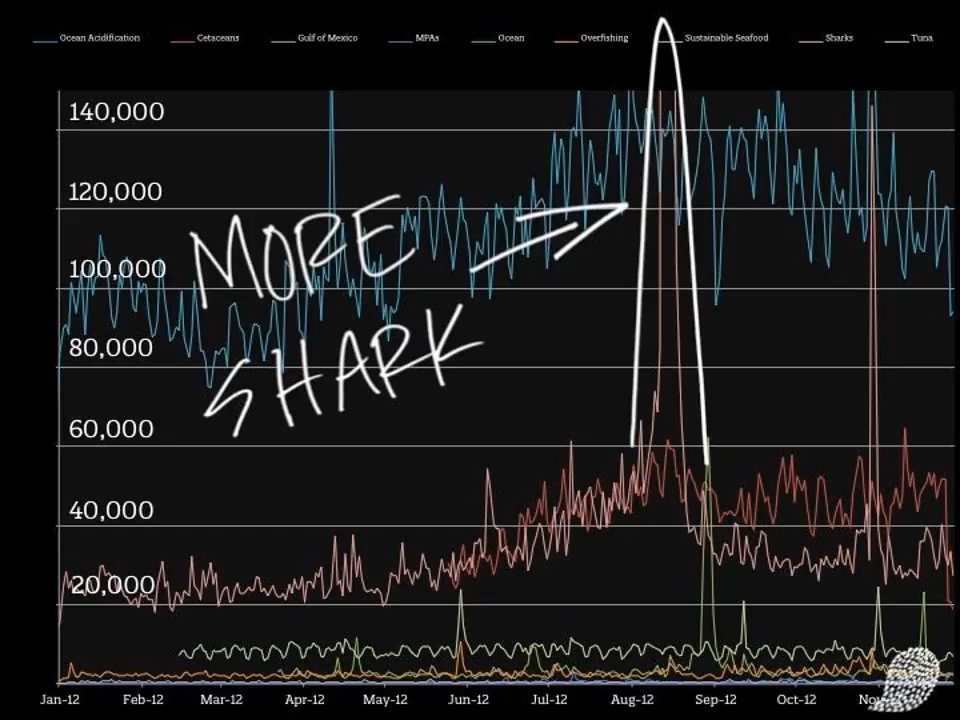 Ocean Acidification Cetaceans Gulf of Mexico MPAs Ocean Overfishing Sustainable Seafood Sharks Tuna
140,000
120,000
100,000
80,000
60,000
40,000
20,000
MORE
SHARK
Jan-12 Feb-12 Mar-12 Apr-12 May-12 Jun-12 Jul-12 Aug-12 Sep-12 Oct-12